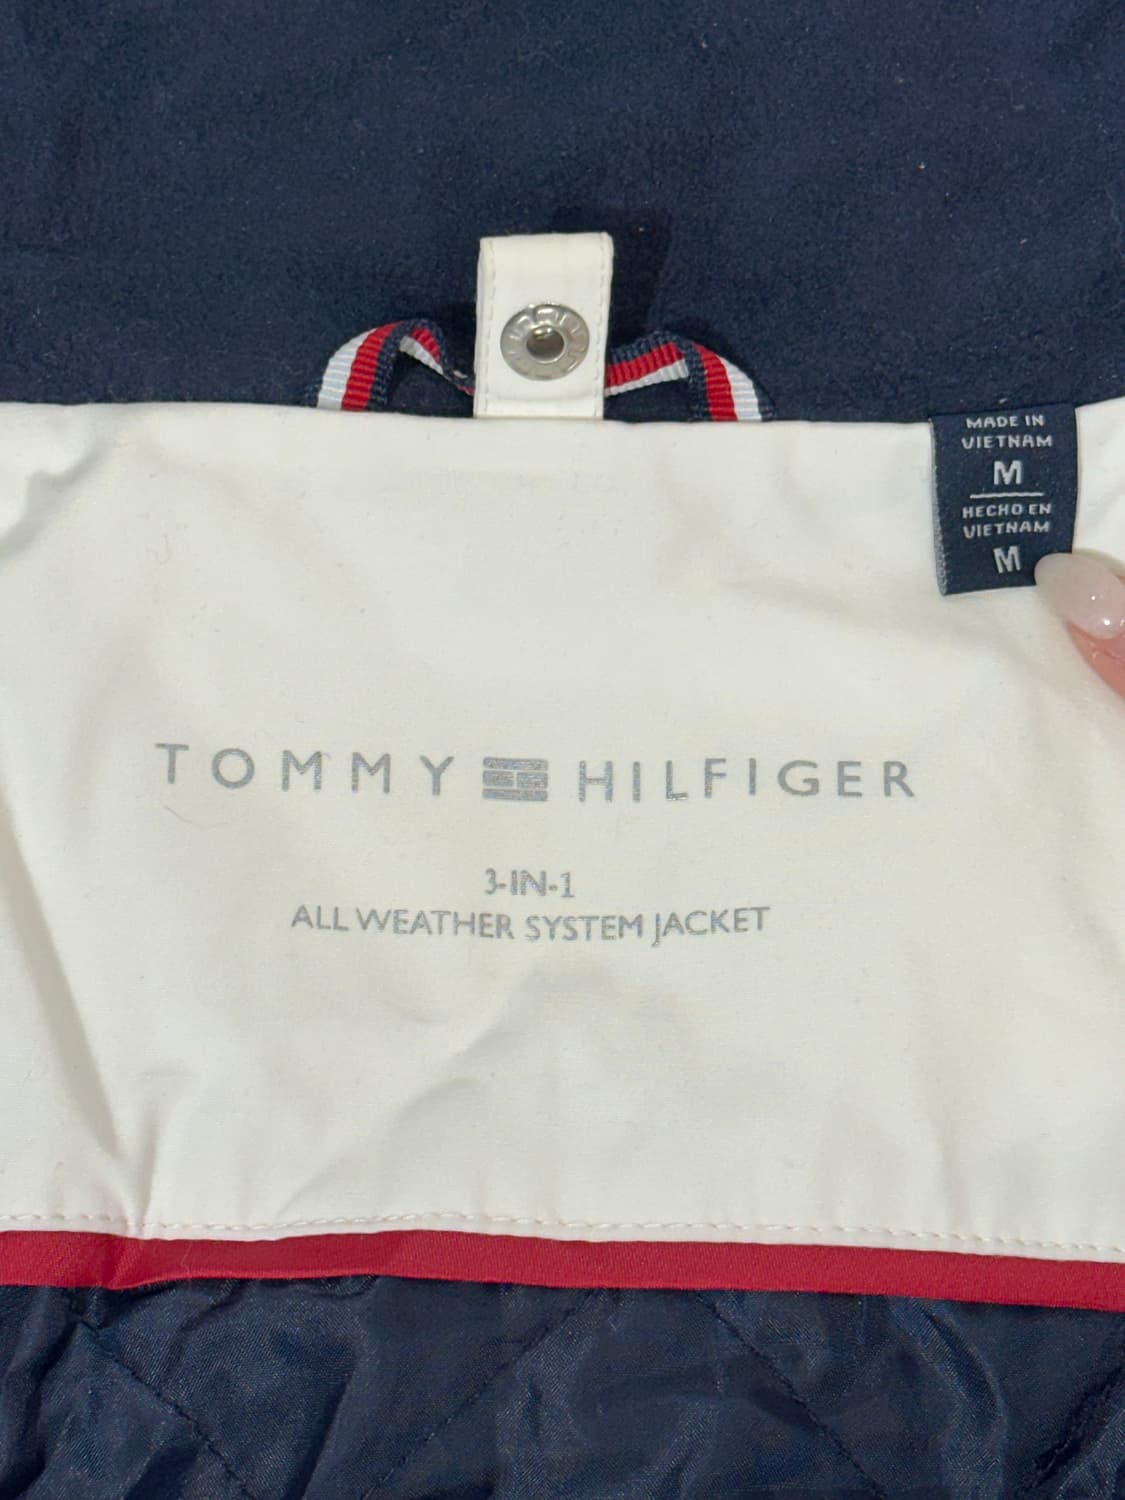 MADE IN
VIETNAM
M
HECHO EN
VIETNAM
M
TOMMY HILFIGER
3-IN-1
ALL WEATHER SYSTEM JACKET